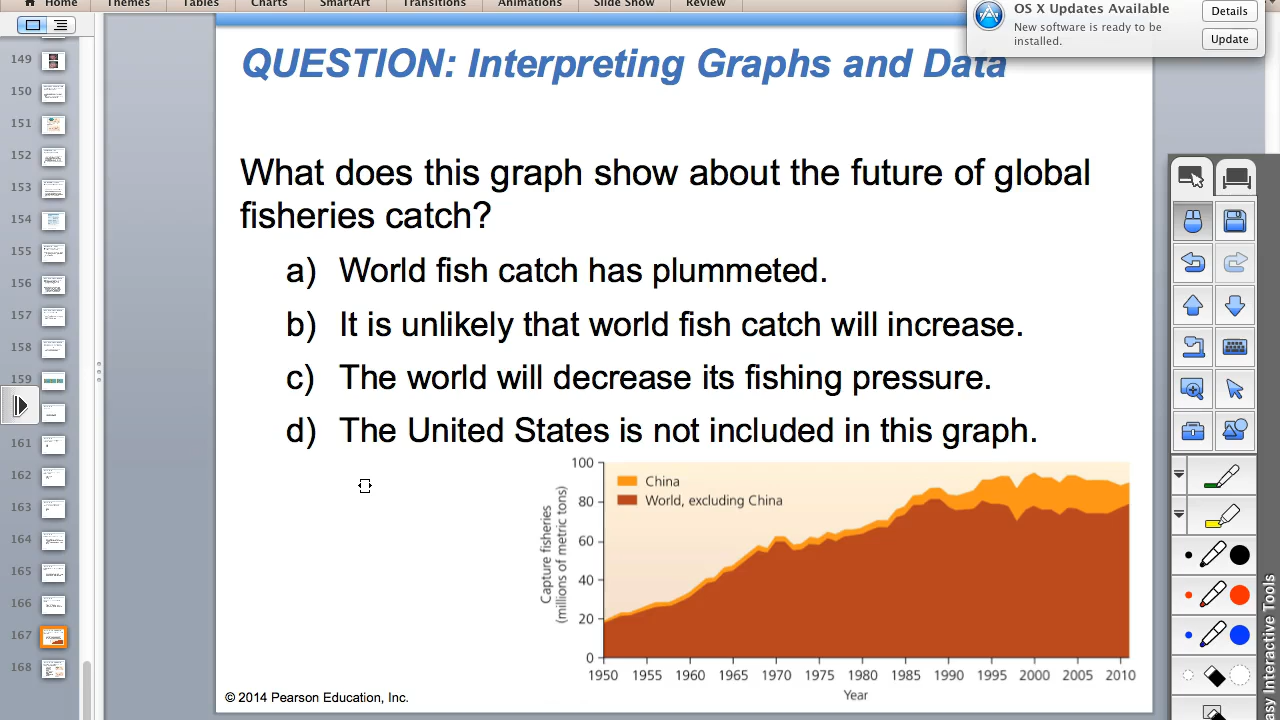 Home Themes Tables Charts SmartArt Transitions Animations Slide Show Review
OS X Updates Available
New software is ready to be
installed.
Details
Update
149
150
151
152
153
154
155
156
157
158
159
161
162
163
164
165
166
167
168
QUESTION: Interpreting Graphs and Data
What does this graph show about the future of global
fisheries catch?
a) World fish catch has plummeted.
b) It is unlikely that world fish catch will increase.
c) The world will decrease its fishing pressure.
d) The United States is not included in this graph.
Capture fisheries
(millions of metric tons)
100
80
60
40
20
0
China
World, excluding China
1950 1955 1960 1965 1970 1975 1980 1985 1990 1995 2000 2005 2010
Year
© 2014 Pearson Education, Inc.
Interactive Tools